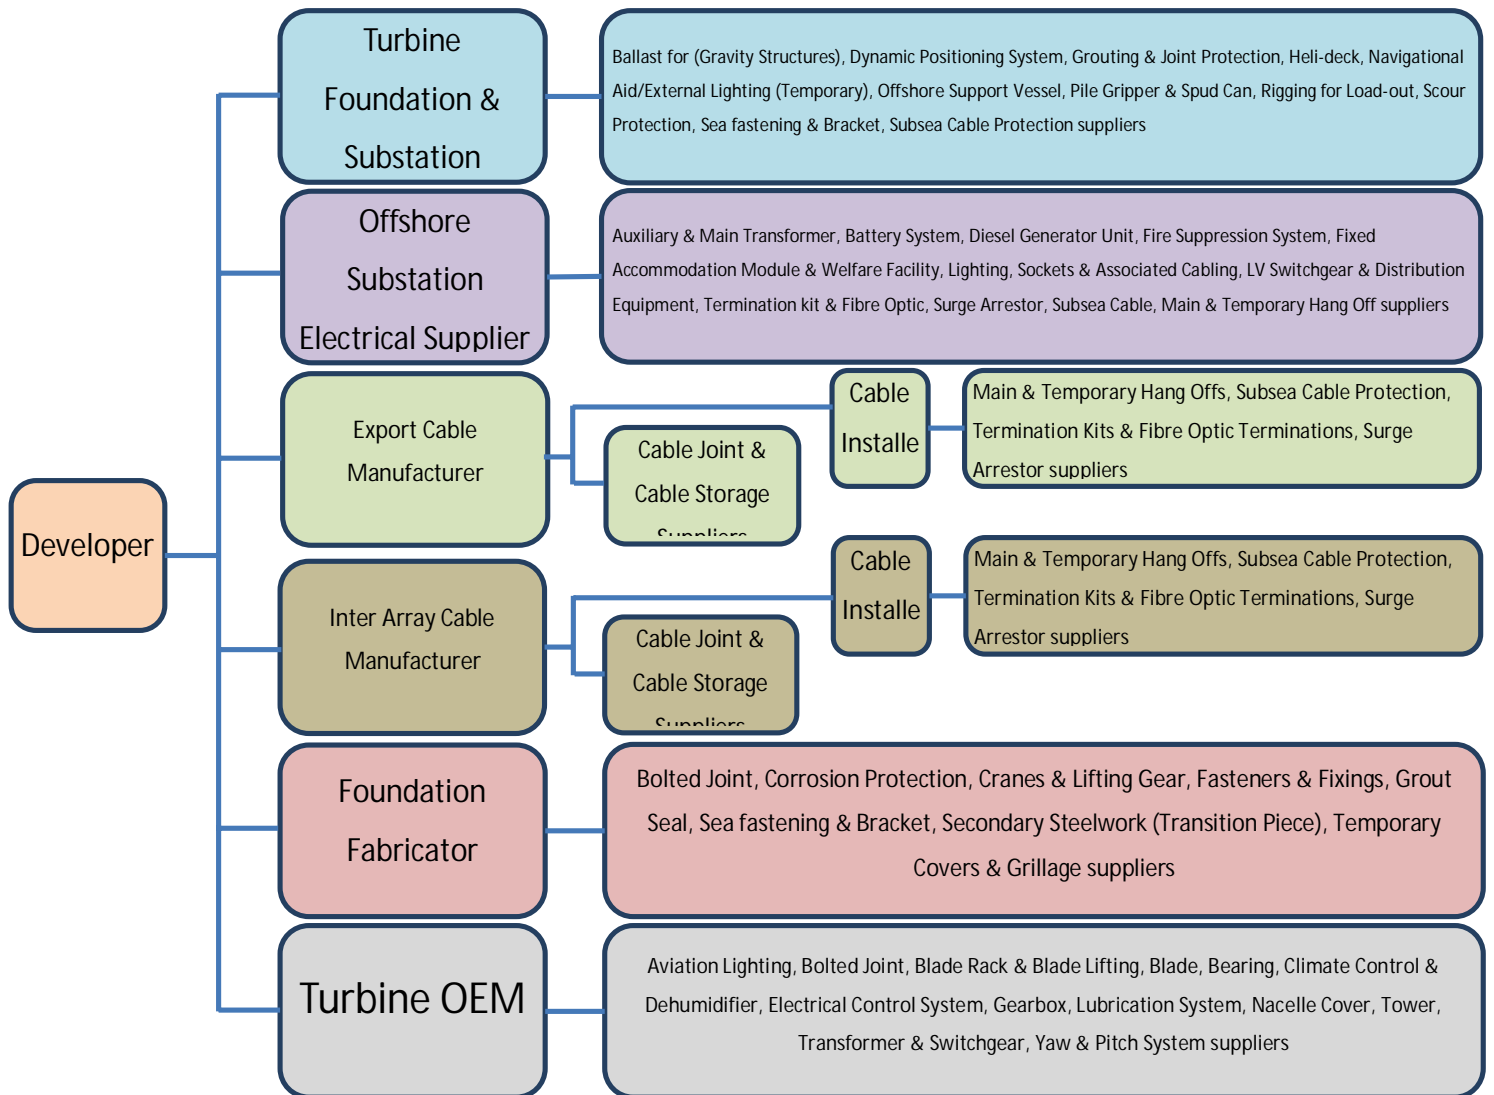 Turbine
Foundation &
Substation
Ballast for (Gravity Structures), Dynamic Positioning System, Grouting & Joint Protection, Heli-deck, Navigational
Aid/External Lighting (Temporary), Offshore Support Vessel, Pile Gripper & Spud Can, Rigging for Load-out, Scour
Protection, Sea fastening & Bracket, Subsea Cable Protection suppliers
Offshore
Substation
Electrical Supplier
Auxiliary & Main Transformer, Battery System, Diesel Generator Unit, Fire Suppression System, Fixed
Accommodation Module & Welfare Facility, Lighting, Sockets & Associated Cabling, LV Switchgear & Distribution
Equipment, Termination kit & Fibre Optic, Surge Arrestor, Subsea Cable, Main & Temporary Hang Off suppliers
Export Cable
Manufacturer
Cable Joint &
Cable Storage
Suppliers
Cable
Installe
Main & Temporary Hang Offs, Subsea Cable Protection,
Termination Kits & Fibre Optic Terminations, Surge
Arrestor suppliers
Developer
Inter Array Cable
Manufacturer
Cable Joint &
Cable Storage
Suppliers
Cable
Installe
Main & Temporary Hang Offs, Subsea Cable Protection,
Termination Kits & Fibre Optic Terminations, Surge
Arrestor suppliers
Foundation
Fabricator
Bolted Joint, Corrosion Protection, Cranes & Lifting Gear, Fasteners & Fixings, Grout
Seal, Sea fastening & Bracket, Secondary Steelwork (Transition Piece), Temporary
Covers & Grillage suppliers
Turbine OEM
Aviation Lighting, Bolted Joint, Blade Rack & Blade Lifting, Blade, Bearing, Climate Control &
Dehumidifier, Electrical Control System, Gearbox, Lubrication System, Nacelle Cover, Tower,
Transformer & Switchgear, Yaw & Pitch System suppliers